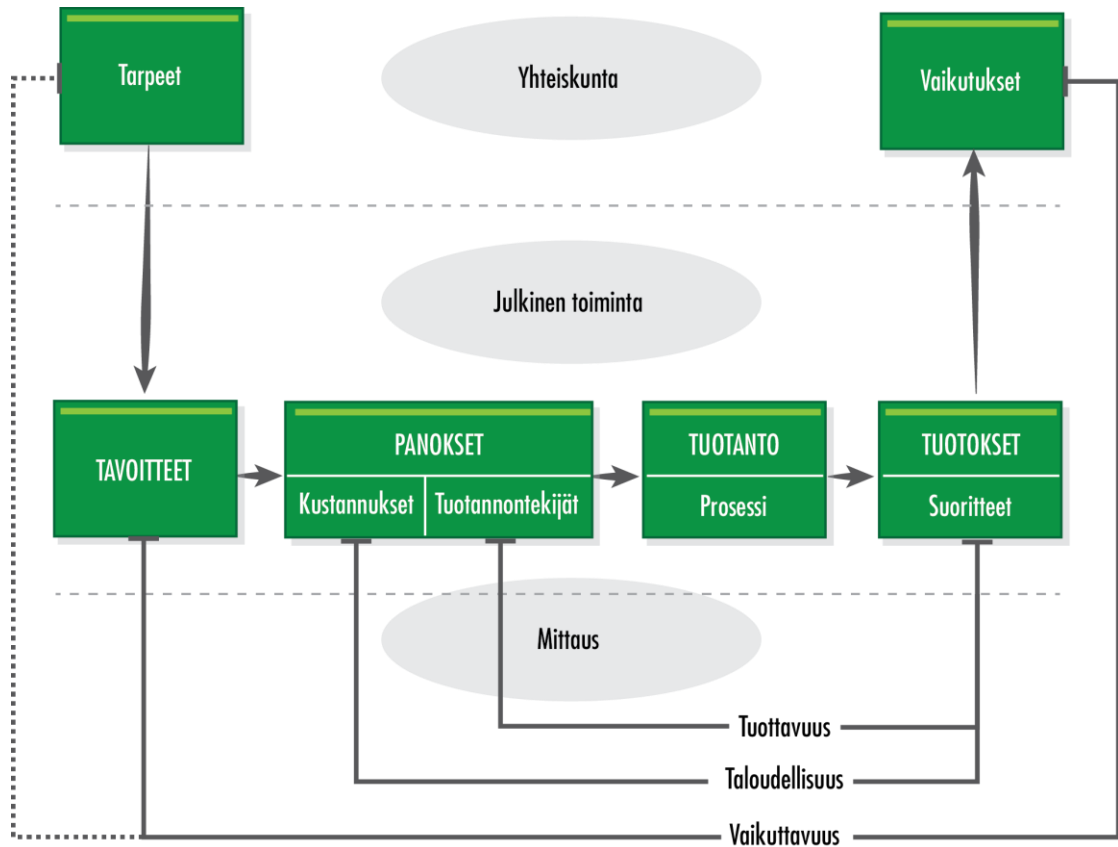 Tarpeet
Yhteiskunta
Vaikutukset
Julkinen toiminta
TAVOITTEET
PANOKSET
Kustannukset
Tuotannontekijät
TUOTANTO
Prosessi
TUOTOKSET
Suoritteet
Mittaus
Tuottavuus
Taloudellisuus
Vaikuttavuus